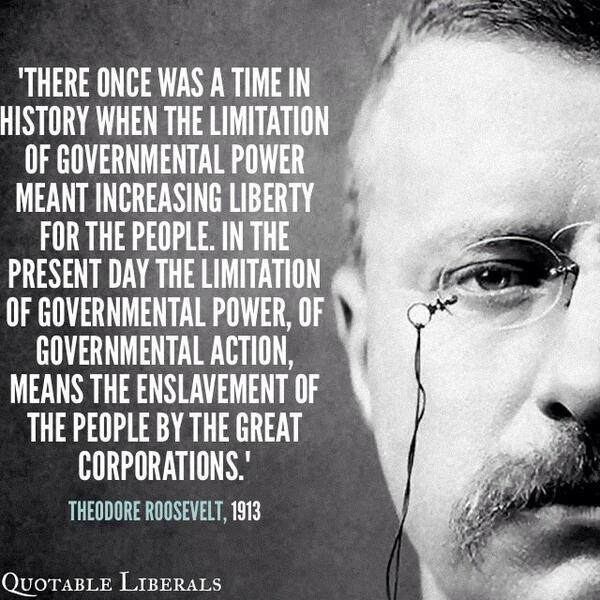 'THERE ONCE WAS A TIME IN
HISTORY WHEN THE LIMITATION
OF GOVERNMENTAL POWER
MEANT INCREASING LIBERTY
FOR THE PEOPLE. IN THE
PRESENT DAY THE LIMITATION
OF GOVERNMENTAL POWER, OF
GOVERNMENTAL ACTION,
MEANS THE ENSLAVEMENT OF
THE PEOPLE BY THE GREAT
CORPORATIONS.'
THEODORE ROOSEVELT, 1913
QUOTABLE LIBERALS